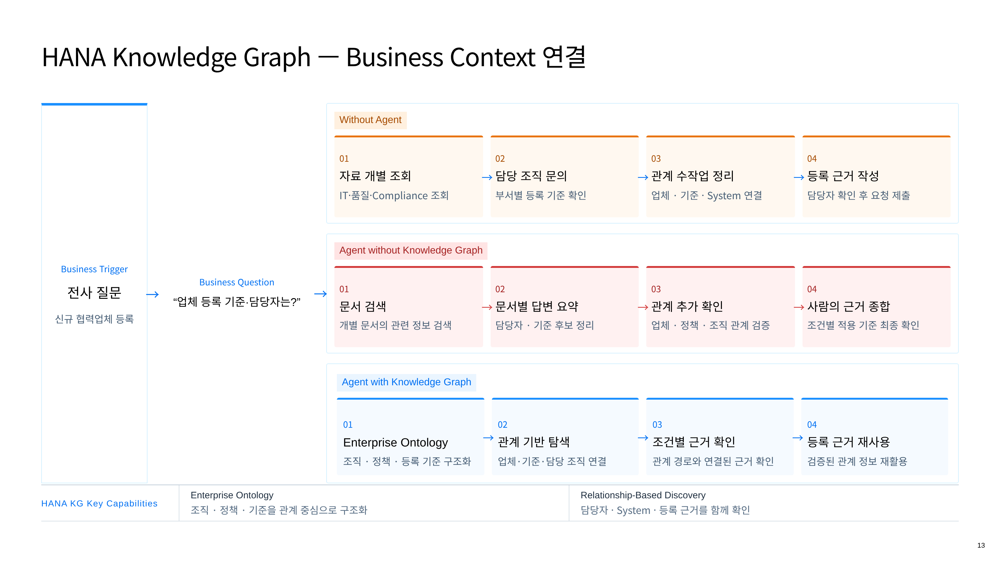 HANA Knowledge Graph — Business Context 연결
Business Trigger
전사 질문
신규 협력업체 등록
→
Business Question
“업체 등록 기준·담당자는?”
→
Without Agent
01
자료 개별 조회
IT·품질·Compliance 조회
→
02
담당 조직 문의
부서별 등록 기준 확인
→
03
관계 수작업 정리
업체 · 기준 · System 연결
→
04
등록 근거 작성
담당자 확인 후 요청 제출
Agent without Knowledge Graph
01
문서 검색
개별 문서의 관련 정보 검색
→
02
문서별 답변 요약
담당자 · 기준 후보 정리
→
03
관계 추가 확인
업체 · 정책 · 조직 관계 검증
→
04
사람의 근거 종합
조건별 적용 기준 최종 확인
Agent with Knowledge Graph
01
Enterprise Ontology
조직 · 정책 · 등록 기준 구조화
→
02
관계 기반 탐색
업체·기준·담당 조직 연결
→
03
조건별 근거 확인
관계 경로와 연결된 근거 확인
→
04
등록 근거 재사용
검증된 관계 정보 재활용
HANA KG Key Capabilities
Enterprise Ontology
조직 · 정책 · 기준을 관계 중심으로 구조화
Relationship-Based Discovery
담당자 · System · 등록 근거를 함께 확인
13